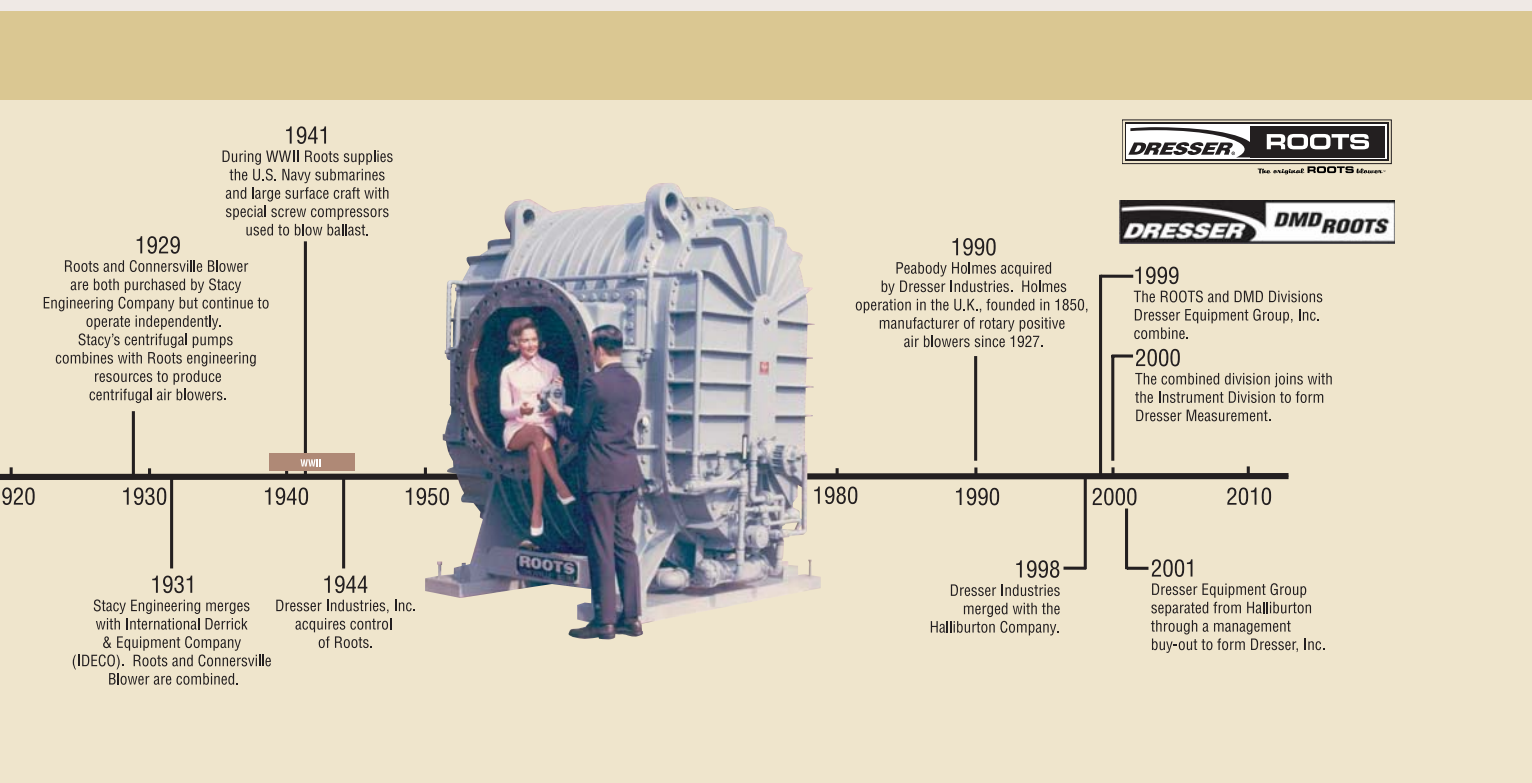 1941
During WWII Roots supplies
the U.S. Navy submarines
and large surface craft with
special screw compressors
used to blow ballast.
1929
Roots and Connersville Blower
are both purchased by Stacy
Engineering Company but continue to
operate independently.
Stacy's centrifugal pumps
combines with Roots engineering
resources to produce
centrifugal air blowers.
1990
Peabody Holmes acquired
by Dresser Industries. Holmes
operation in the U.K., founded in 1850,
manufacturer of rotary positive
air blowers since 1927.
DRESSER® ROOTS
The original ROOTS blower™
DRESSER DMD ROOTS
1999
The ROOTS and DMD Divisions
Dresser Equipment Group, Inc.
combine.
2000
The combined division joins with
the Instrument Division to form
Dresser Measurement.
WWII
920 1930 1940 1950 1980 1990 2000 2010
ROOTS
1931
Stacy Engineering merges
with International Derrick
& Equipment Company
(IDECO). Roots and Connersville
Blower are combined.
1944
Dresser Industries, Inc.
acquires control
of Roots.
1998
Dresser Industries
merged with the
Halliburton Company.
2001
Dresser Equipment Group
separated from Halliburton
through a management
buy-out to form Dresser, Inc.